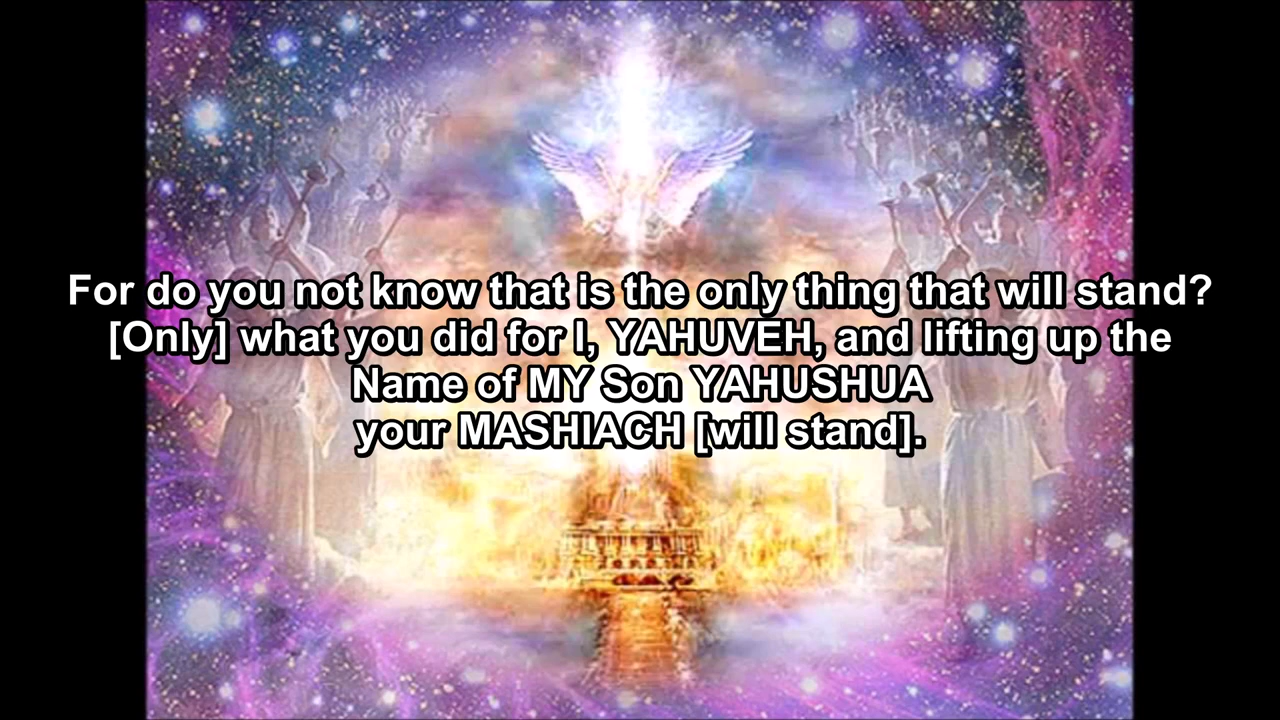 For do you not know that is the only thing that will stand?
[Only] what you did for I, YAHUVEH, and lifting up the
Name of MY Son YAHUSHUA
your MASHIACH [will stand].